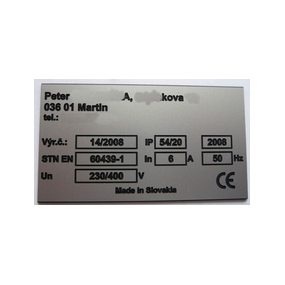 Peter A, kova
036 01 Martin
tel.:
Výr.č.: 14/2008 IP 54/20 2008
STN EN 60439-1 In 6 A 50 Hz
Un 230/400 V CE
Made in Slovakia